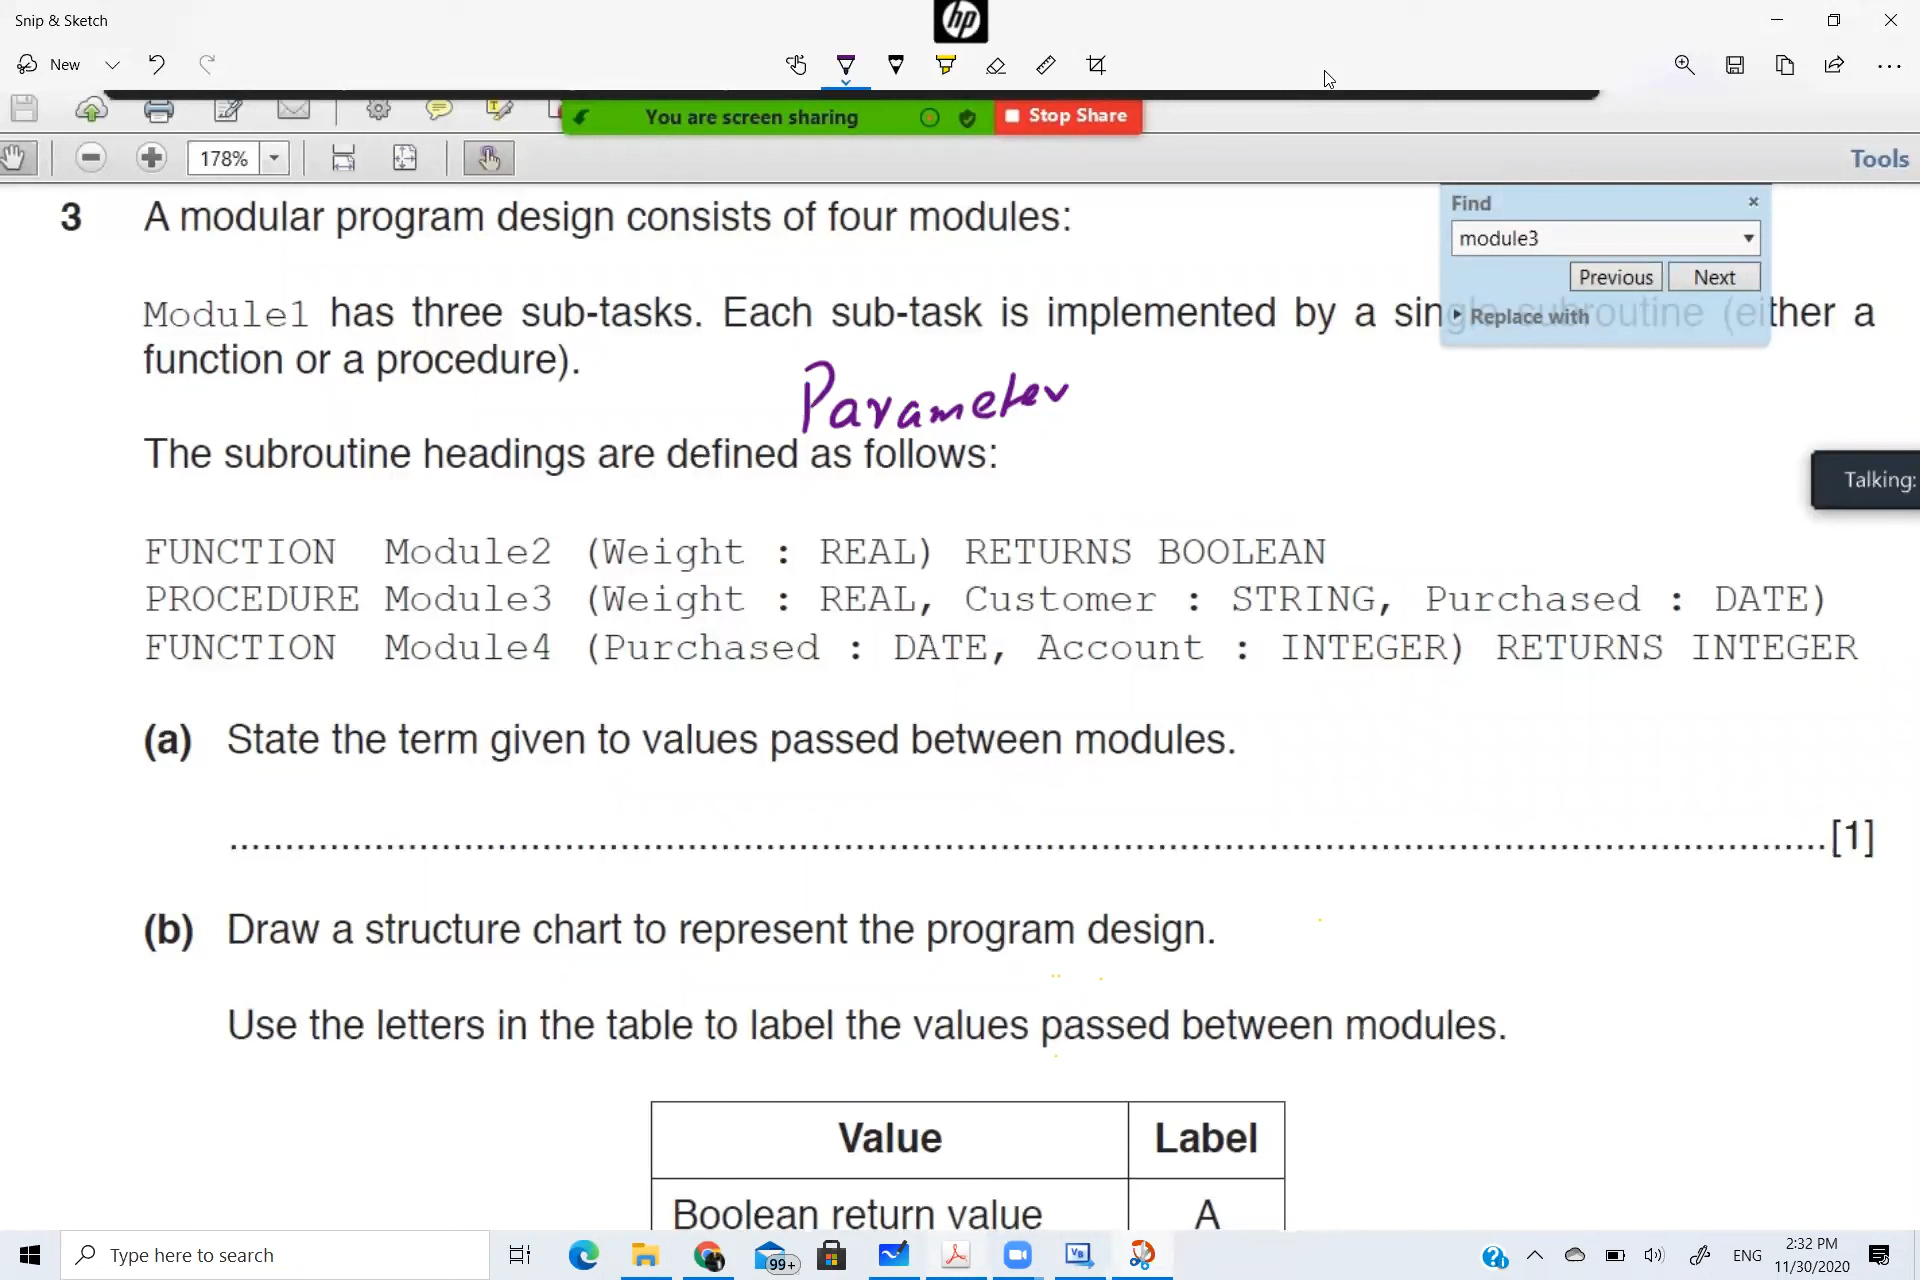 Snip & Sketch
hp
New
You are screen sharing
Stop Share
178%
Tools
3 A modular program design consists of four modules:
Find
module3
Previous Next
Replace with
Module1 has three sub-tasks. Each sub-task is implemented by a single subroutine (either a
function or a procedure).
Parameter
The subroutine headings are defined as follows:
Talking:
FUNCTION Module2 (Weight : REAL) RETURNS BOOLEAN
PROCEDURE Module3 (Weight : REAL, Customer : STRING, Purchased : DATE)
FUNCTION Module4 (Purchased : DATE, Account : INTEGER) RETURNS INTEGER
(a) State the term given to values passed between modules.
[1]
(b) Draw a structure chart to represent the program design.
Use the letters in the table to label the values passed between modules.
Value Label
Boolean return value A
Type here to search
99+
VB
ENG
2:32 PM
11/30/2020